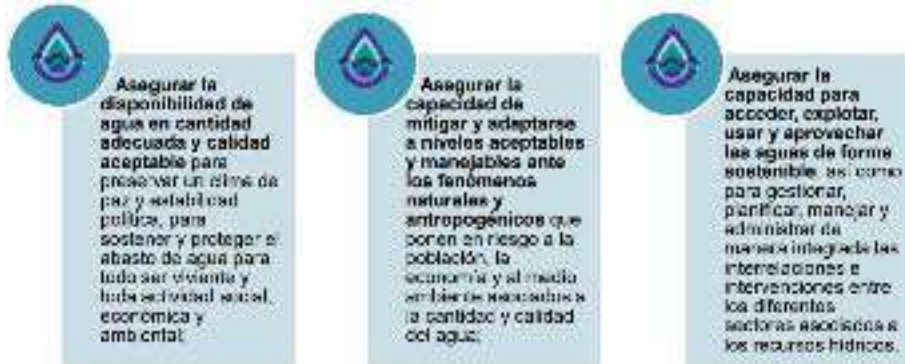 Asegurar la
disponibilidad de
agua en cantidad
adecuada y calidad
aceptable para
preservar un clima de
paz y estabilidad
política, para
sostener y proteger el
abasto de agua para
todo ser viviente y
toda actividad social,
económica y
ambiental;
Asegurar la
capacidad de
mitigar y adaptarse
a niveles aceptables
y manejables ante
los fenómenos
naturales y
antropogénicos que
ponen en riesgo a la
población, la
economía y al medio
ambiente asociados a
la cantidad y calidad
del agua;
Asegurar la
capacidad para
acceder, explotar,
usar y aprovechar
las aguas de forma
sostenible, así como
para gestionar,
planificar, manejar y
administrar de
manera integrada las
interrelaciones e
intervenciones entre
los diferentes
sectores asociados a
los recursos hídricos.